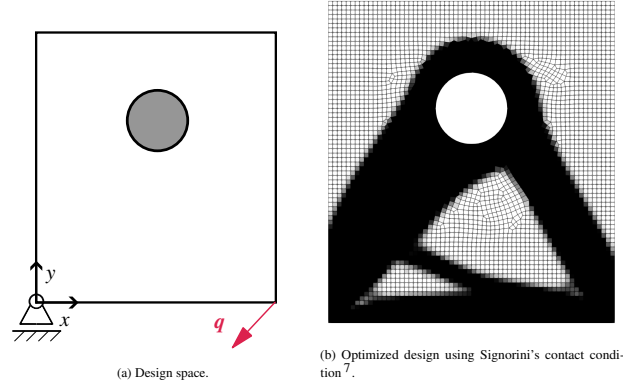 y
x
q
(a) Design space.
(b) Optimized design using Signorini's contact condi-
tion 7.